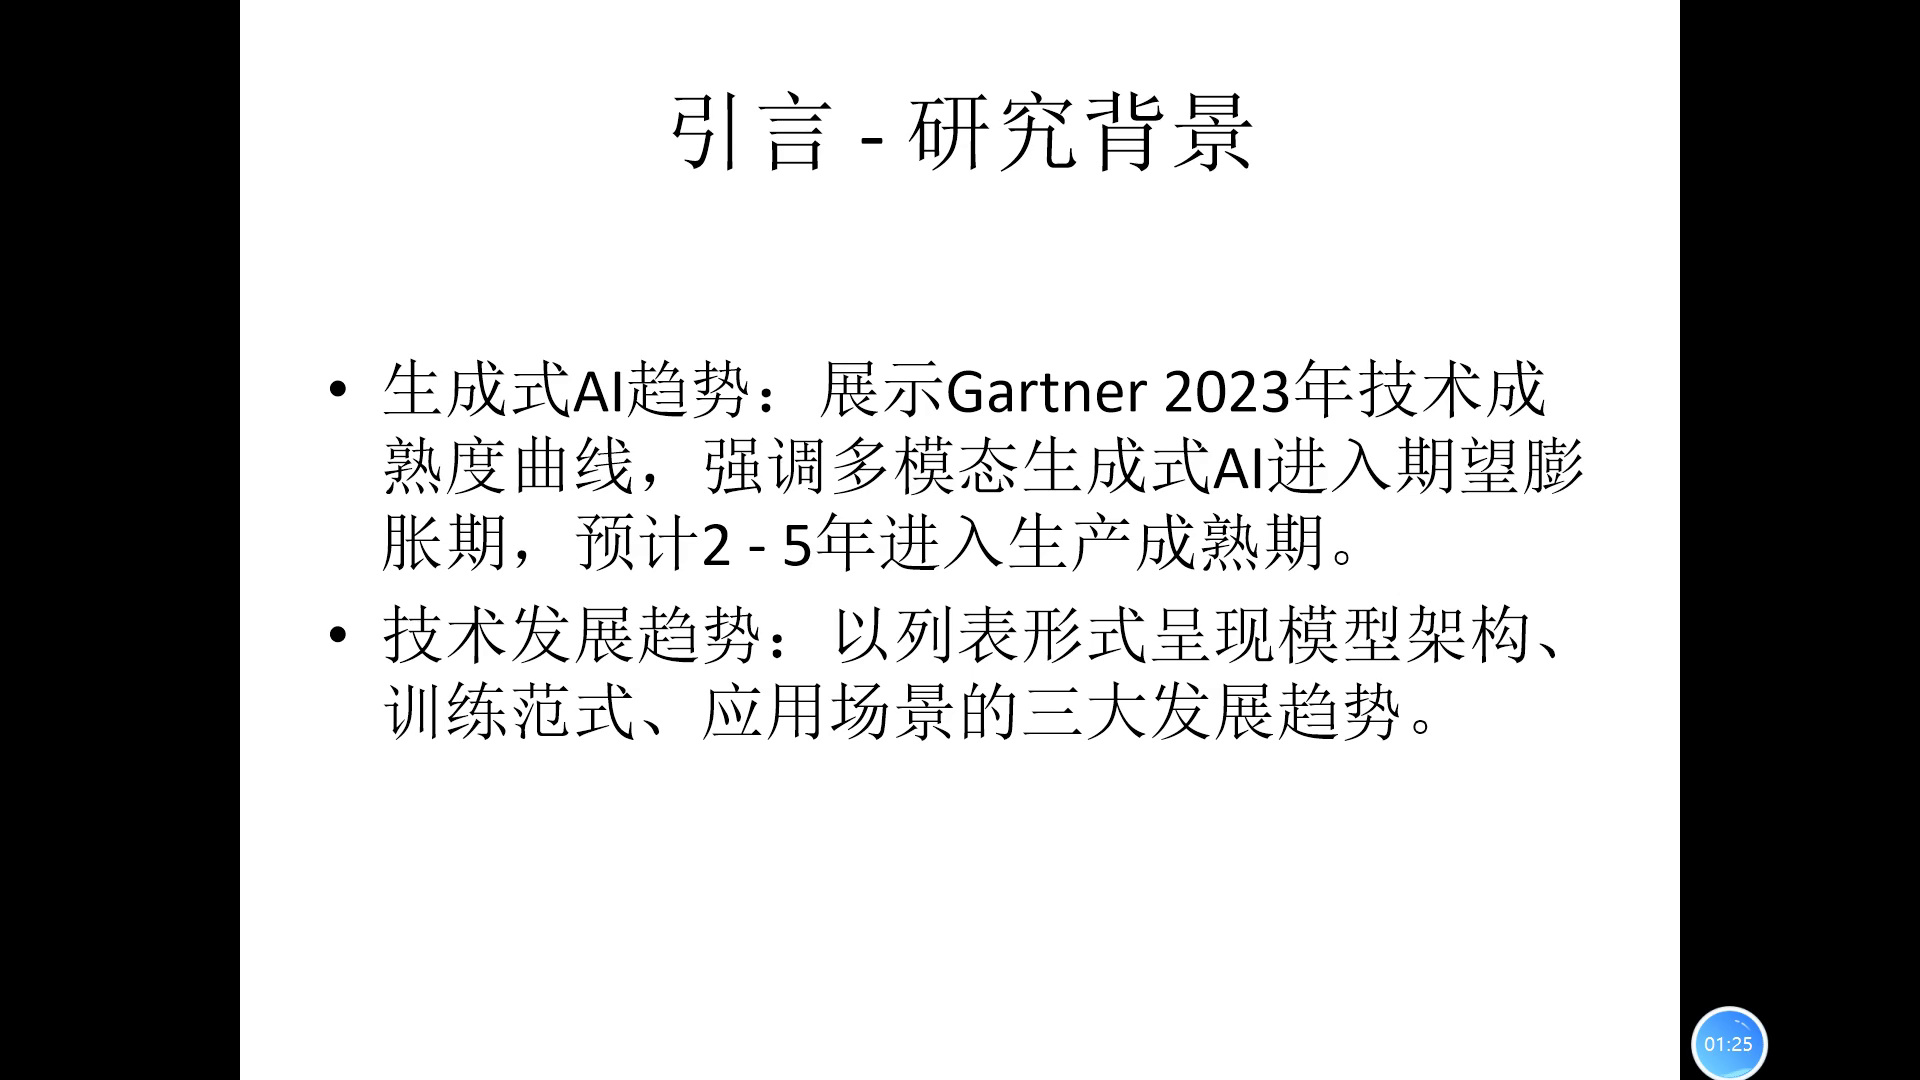 引言 - 研究背景
• 生成式AI趋势：展示Gartner 2023年技术成
熟度曲线，强调多模态生成式AI进入期望膨
胀期，预计2 - 5年进入生产成熟期。
• 技术发展趋势：以列表形式呈现模型架构、
训练范式、应用场景的三大发展趋势。
01:25